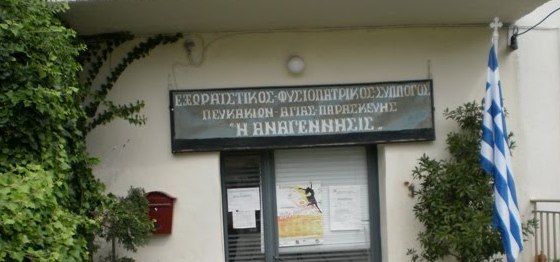 ΕΞΩΡΑΪΣΤΙΚΟΣ-ΦΥΣΙΟΛΑΤΡΙΚΟΣ-ΣΥΛΛΟΓΟΣ
ΠΕΥΚΑΚΙΩΝ-ΑΓΙΑΣ-ΠΑΡΑΣΚΕΥΗΣ
"Η ΑΝΑΓΕΝΝΗΣΙΣ"